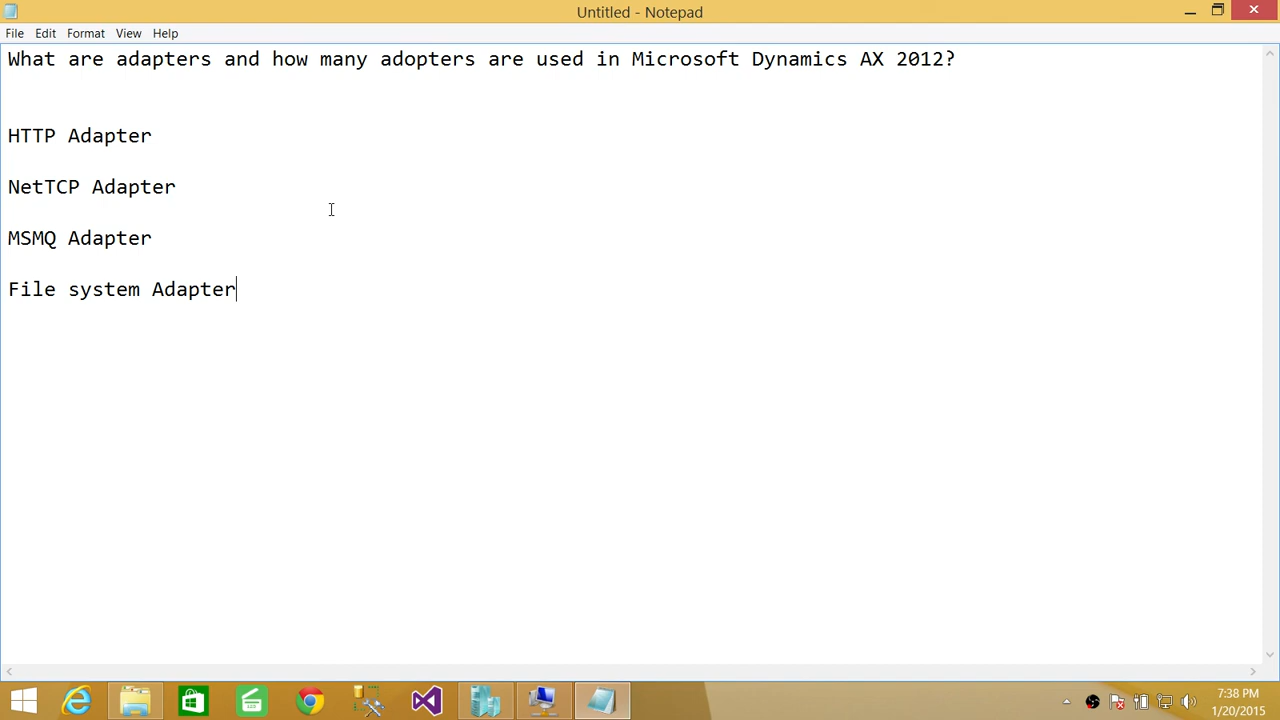 Untitled - Notepad
File Edit Format View Help
What are adapters and how many adopters are used in Microsoft Dynamics AX 2012?
HTTP Adapter
NetTCP Adapter
MSMQ Adapter
File system Adapter
7:38 PM
1/20/2015